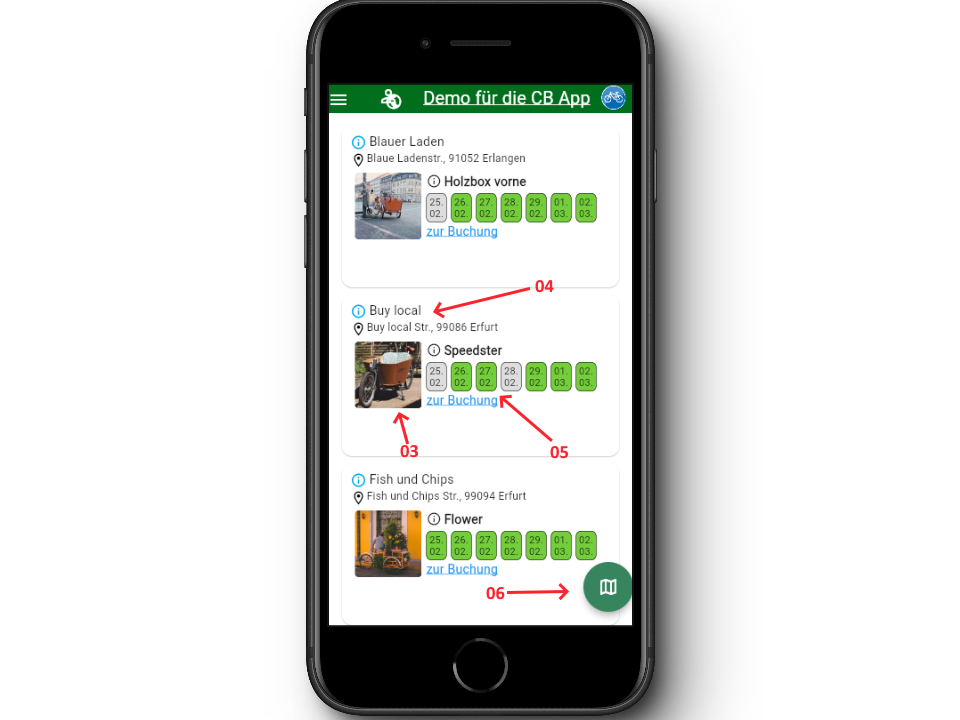 Demo für die CB App
Blauer Laden
Blaue Ladenstr., 91052 Erlangen
Holzbox vorne
25. 26. 27. 28. 29. 01. 02.
02. 02. 02. 02. 02. 03. 03.
zur Buchung
04
Buy local
Buy local Str., 99086 Erfurt
Speedster
25. 26. 27. 28. 29. 01. 02.
02. 02. 02. 02. 02. 03. 03.
zur Buchung
03
05
Fish und Chips
Fish und Chips Str., 99094 Erfurt
Flower
25. 26. 27. 28. 29. 01. 02.
02. 02. 02. 02. 02. 03. 03.
zur Buchung
06